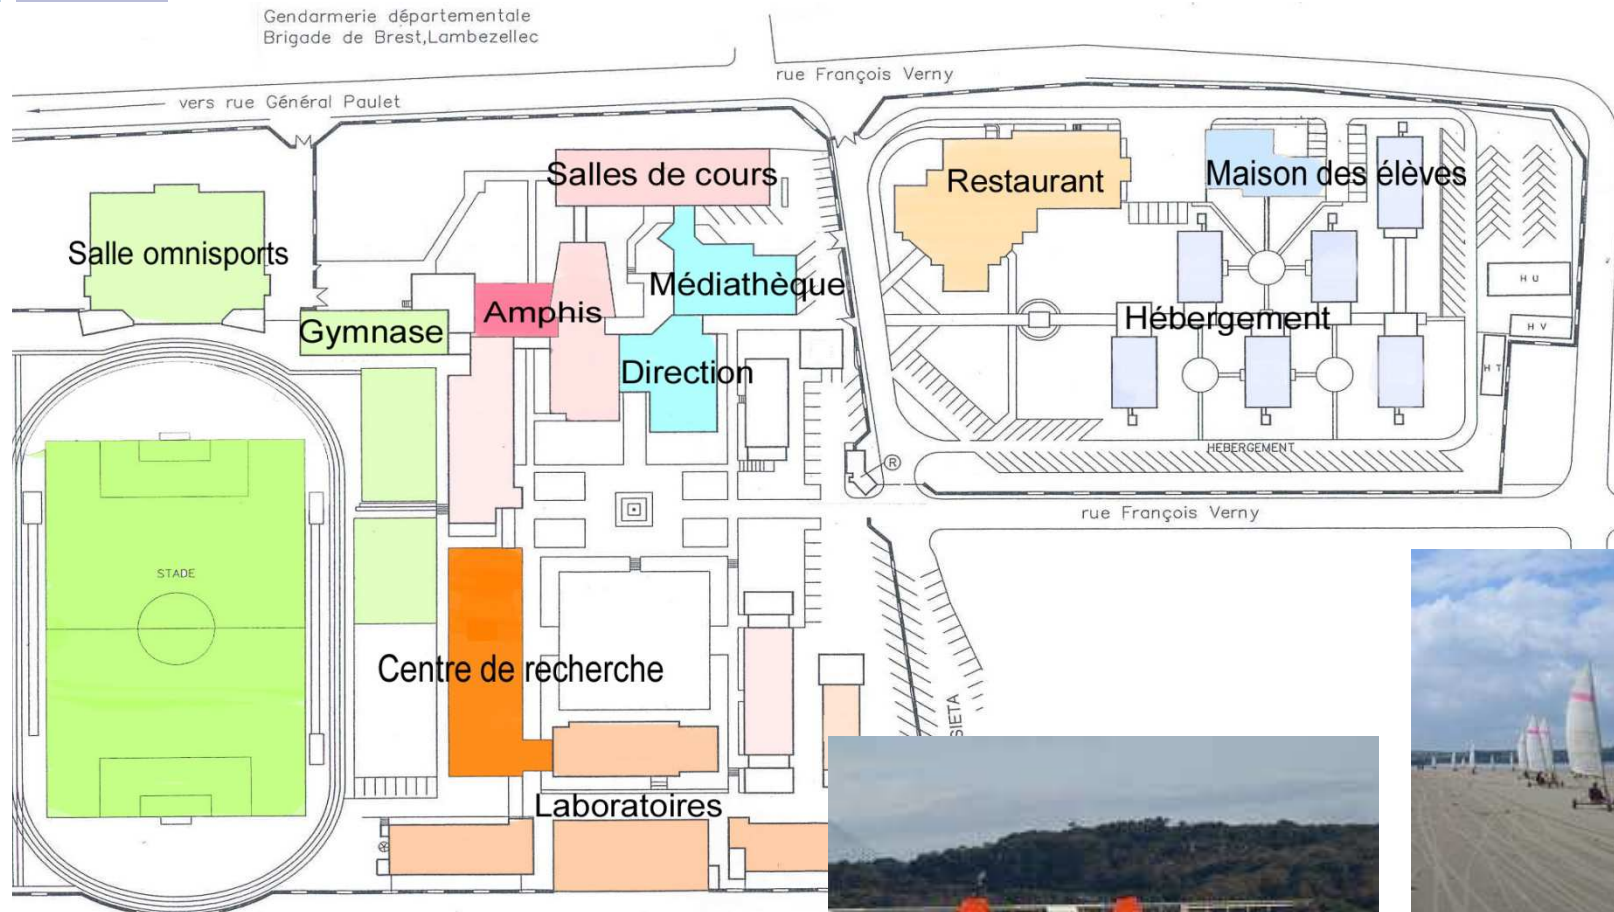 Gendarmerie départementale
Brigade de Brest,Lambezellec
rue François Verny
vers rue Général Paulet
Salles de cours
Restaurant
Maison des élèves
Salle omnisports
Médiathèque
H U
Amphis
Gymnase
Hébergement
H V
Direction
H T
HEBERGEMENT
R
rue François Verny
STADE
Centre de recherche
SIETA
Laboratoires